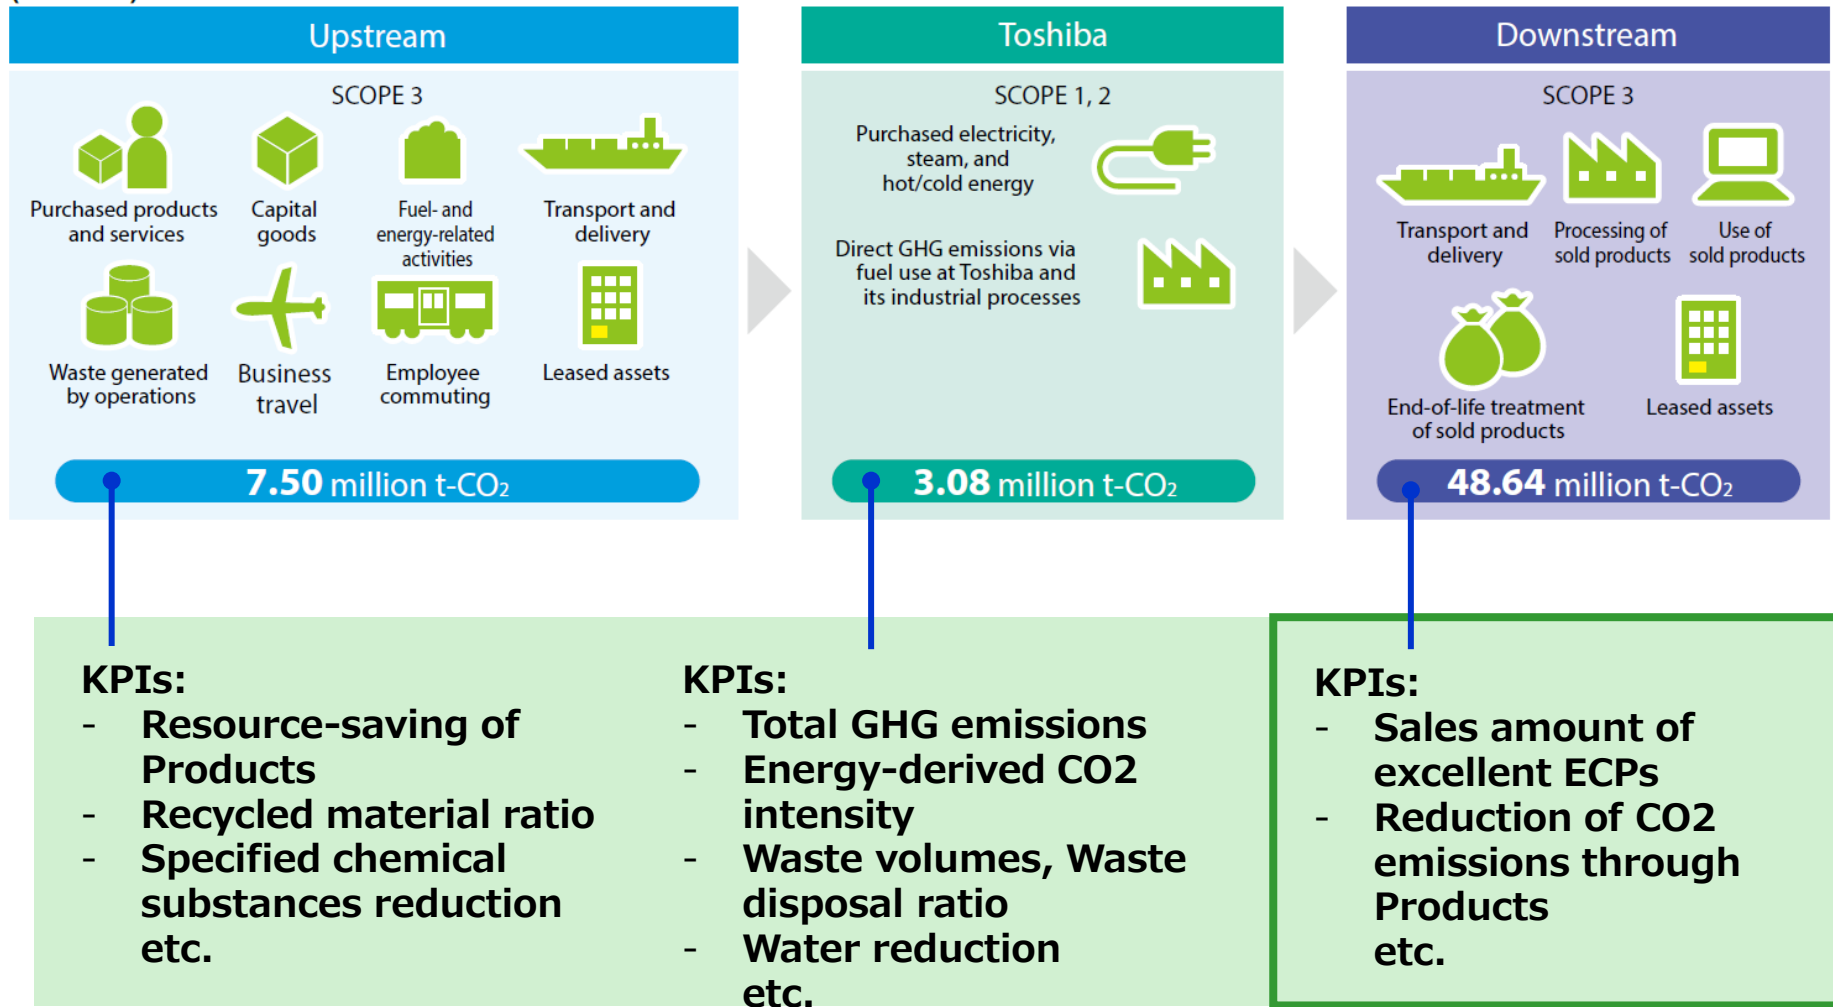 Upstream
SCOPE 3
Purchased products
and services
Capital
goods
Fuel- and
energy-related
activities
Transport and
delivery
Waste generated
by operations
Business
travel
Employee
commuting
Leased assets
7.50 million t-CO2
Toshiba
SCOPE 1, 2
Purchased electricity,
steam, and
hot/cold energy
Direct GHG emissions via
fuel use at Toshiba and
its industrial processes
3.08 million t-CO2
Downstream
SCOPE 3
Transport and
delivery
Processing of
sold products
Use of
sold products
End-of-life treatment
of sold products
Leased assets
48.64 million t-CO2
KPIs:
- Resource-saving of
Products
- Recycled material ratio
- Specified chemical
substances reduction
etc.
KPIs:
- Total GHG emissions
- Energy-derived CO2
intensity
- Waste volumes, Waste
disposal ratio
- Water reduction
etc.
KPIs:
- Sales amount of
excellent ECPs
- Reduction of CO2
emissions through
Products
etc.